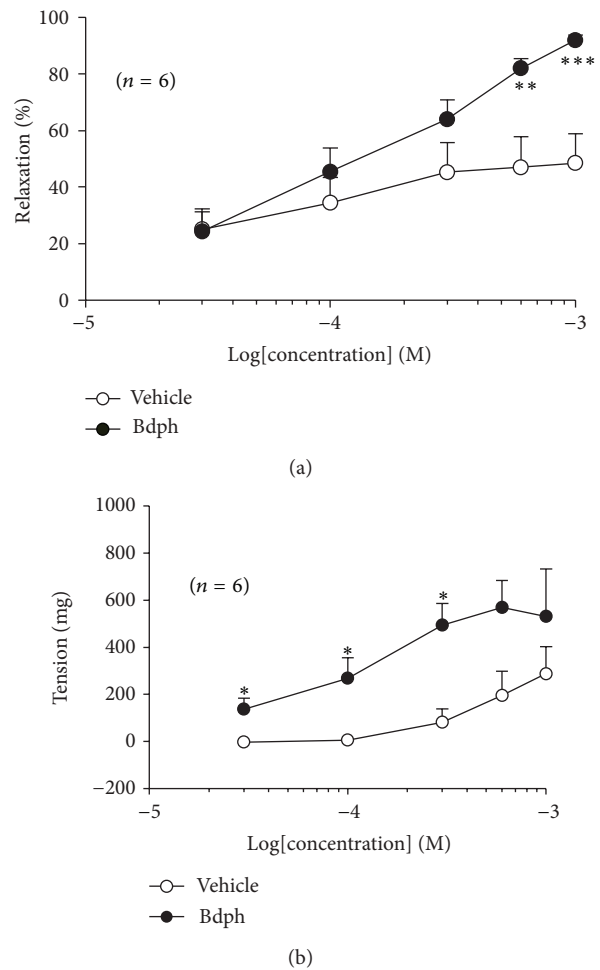 100
80
60
40
20
0
Relaxation (%)
(n = 6)
**
***
−5
−4
−3
Log[concentration] (M)
Vehicle
Bdph
(a)
1000
800
600
400
200
0
−200
Tension (mg)
(n = 6)
*
*
*
−5
−4
−3
Log[concentration] (M)
Vehicle
Bdph
(b)